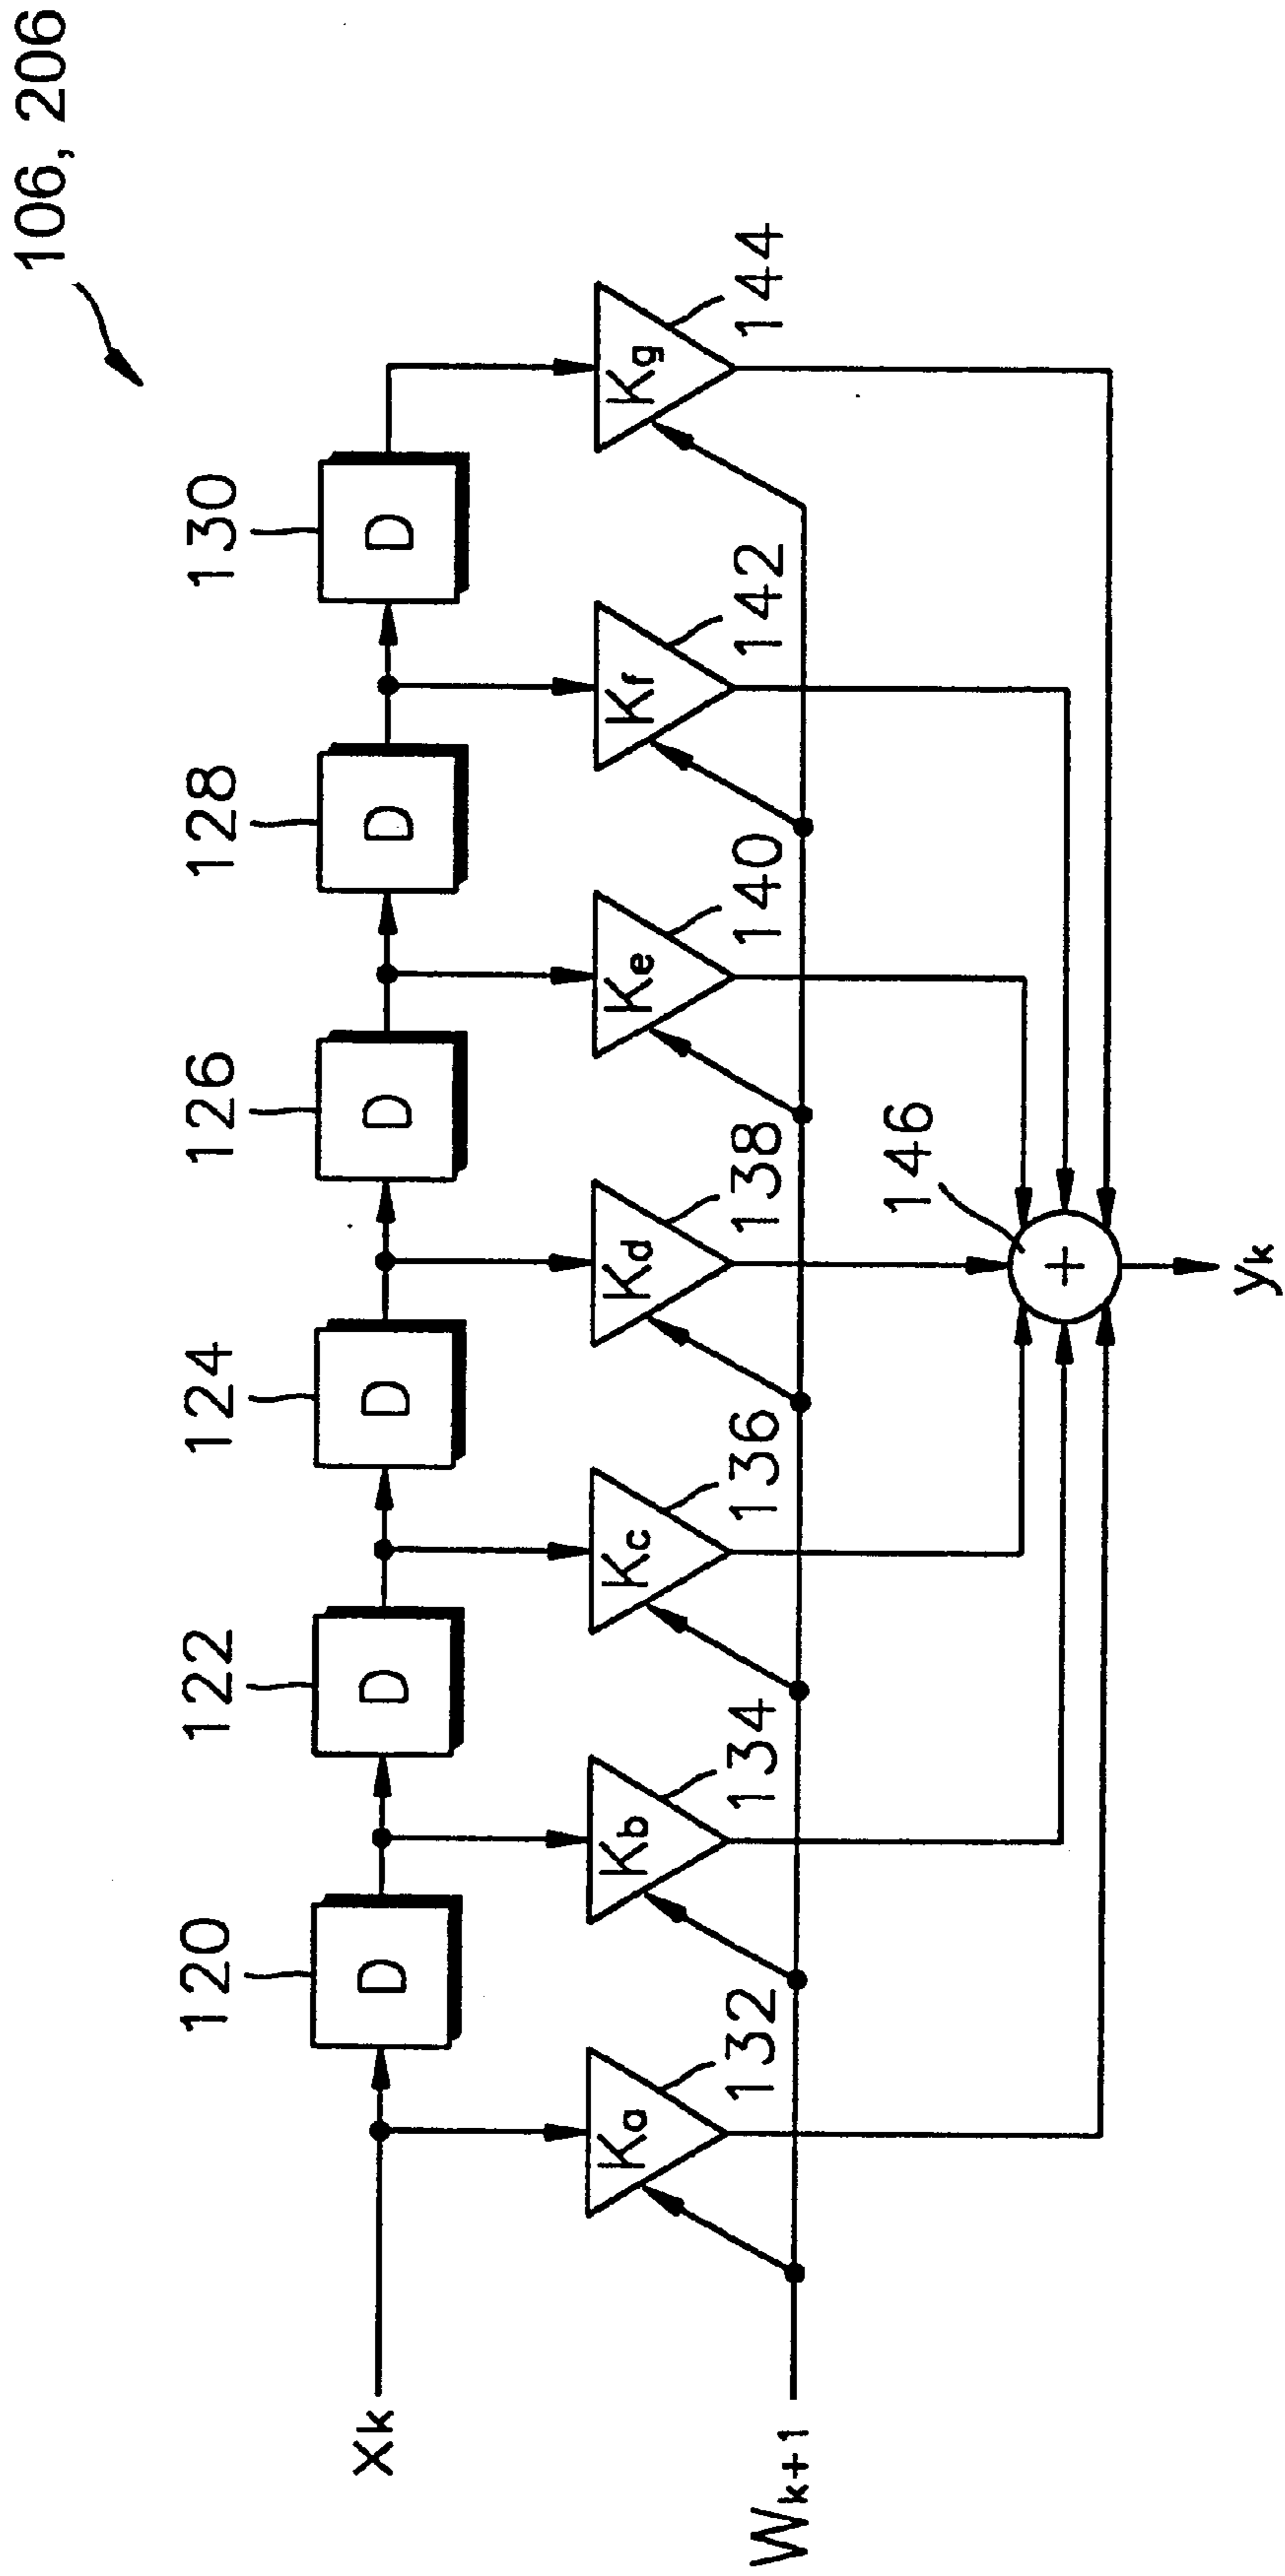 106, 206
120 122 124 126 128 130
D D D D D D
Xk
Ka Kb Kc Kd Ke Kf Kg
132 134 136 138 140 142 144
Wk+1
146
+
yk